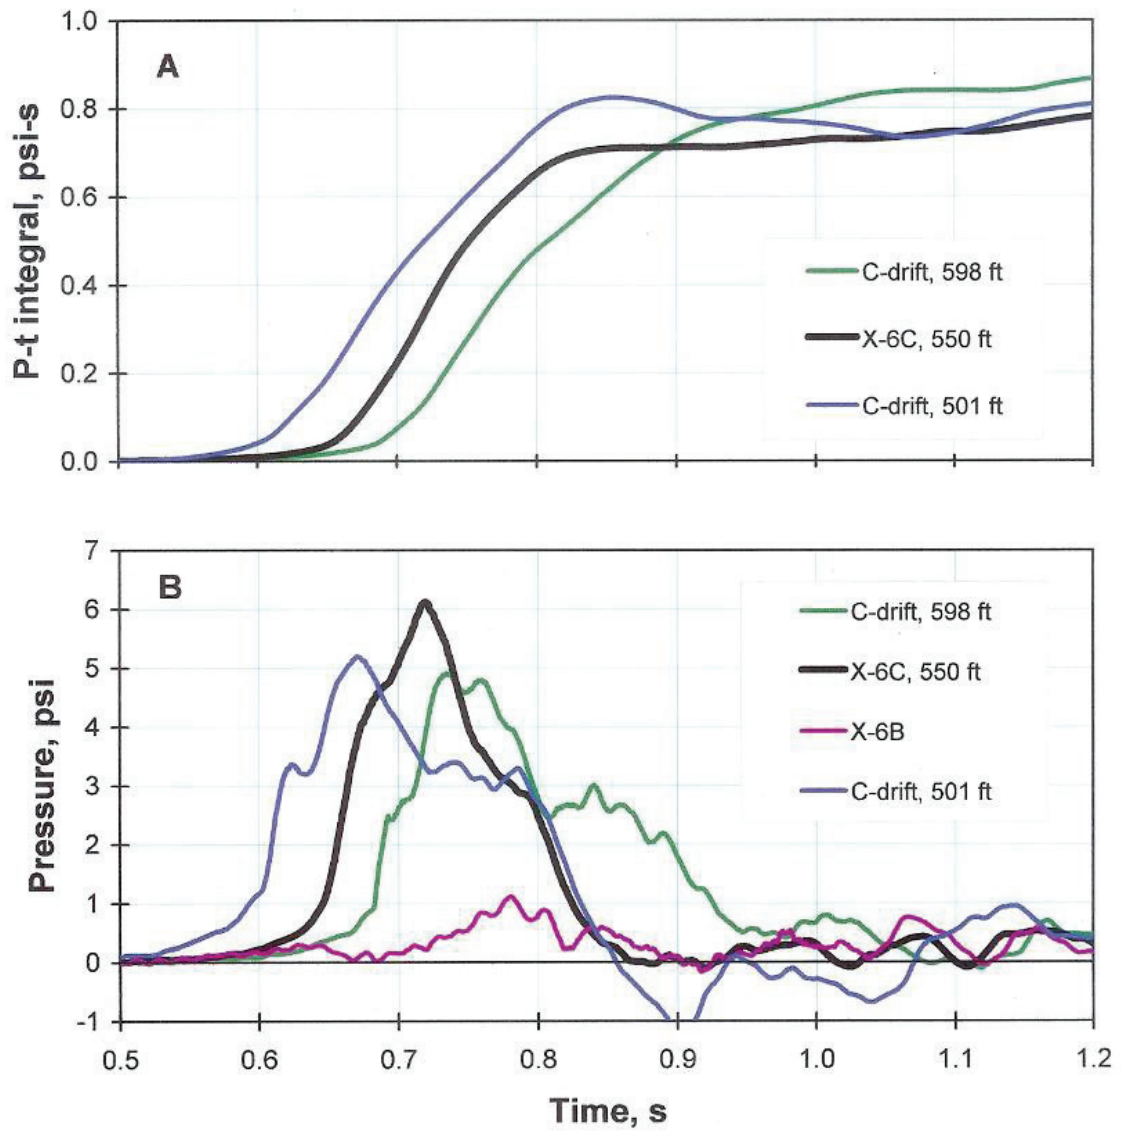 A
P-t integral, psi-s
1.0
0.8
0.6
0.4
0.2
0.0
C-drift, 598 ft
X-6C, 550 ft
C-drift, 501 ft
B
Pressure, psi
7
6
5
4
3
2
1
0
-1
C-drift, 598 ft
X-6C, 550 ft
X-6B
C-drift, 501 ft
0.5 0.6 0.7 0.8 0.9 1.0 1.1 1.2
Time, s